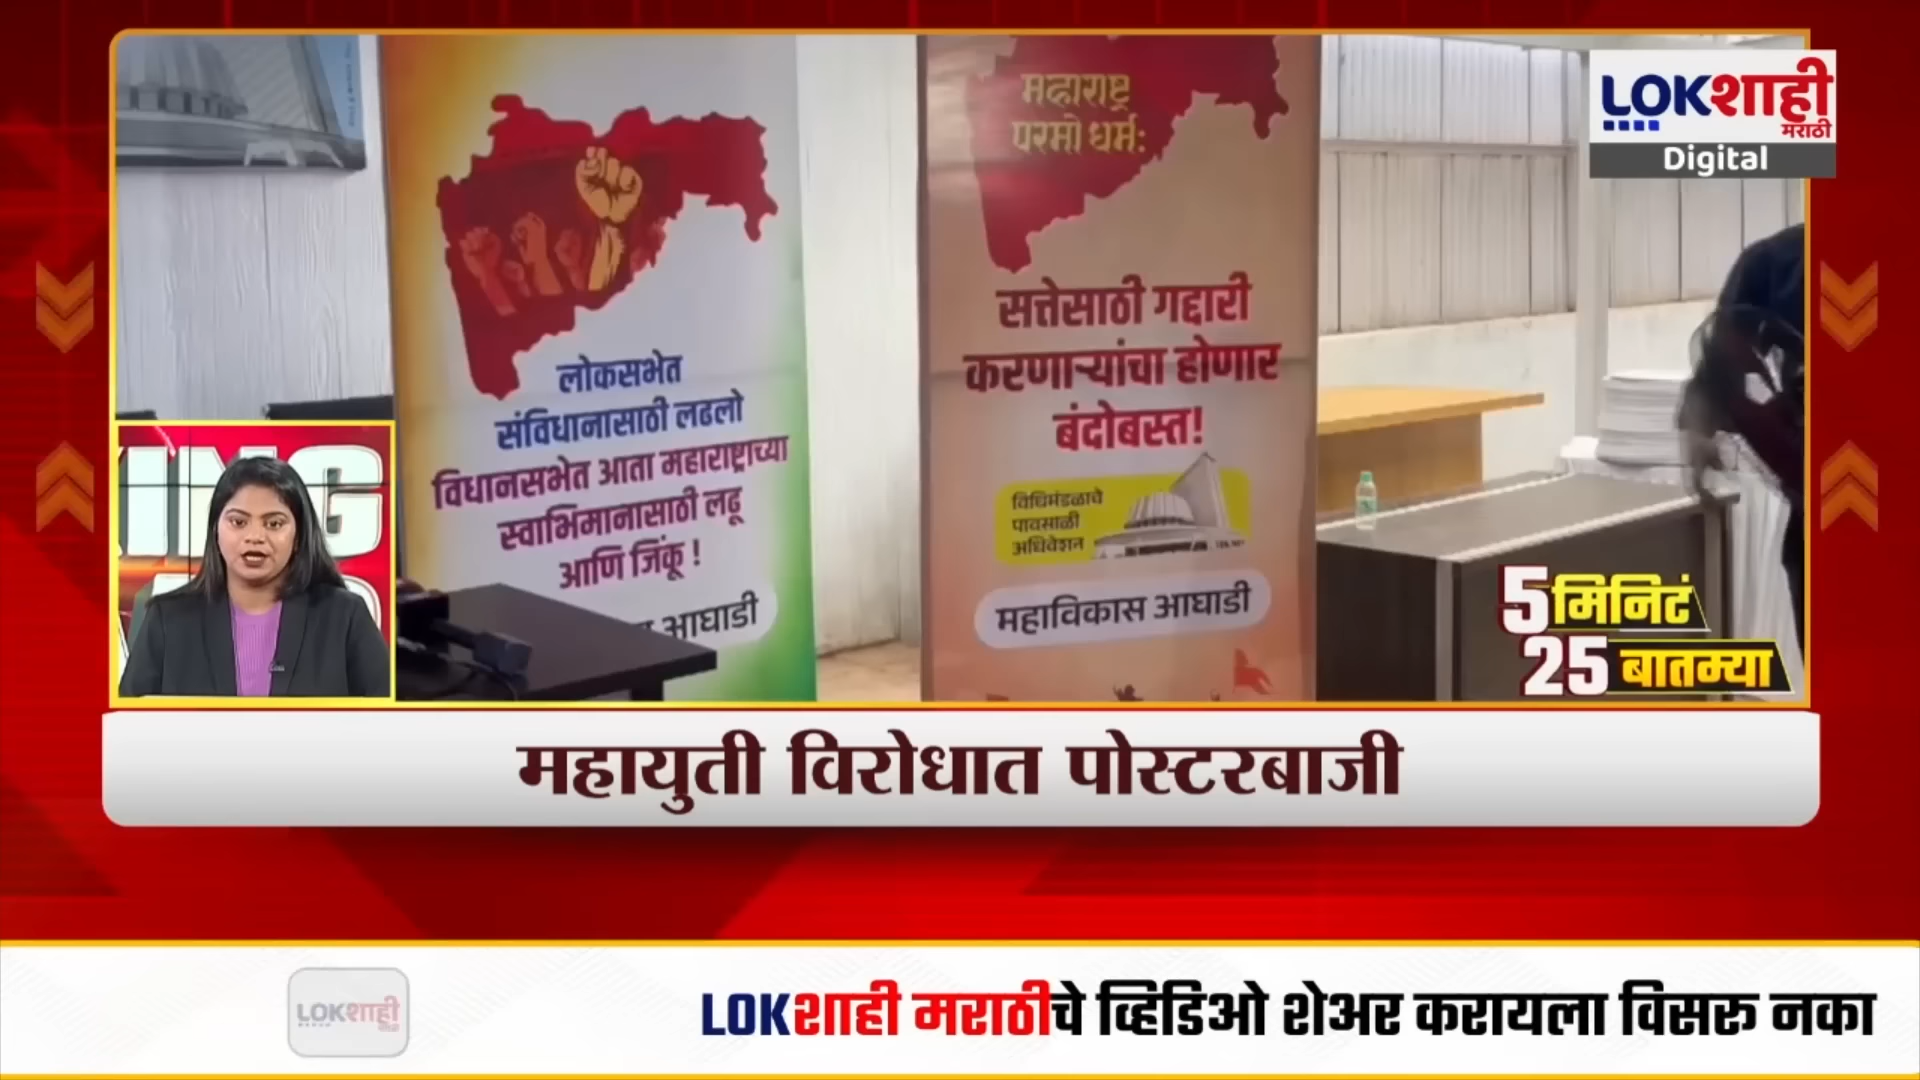 LOKशाही
मराठी
Digital
महाराष्ट्र
परमो धर्म:
लोकसभेत
संविधानासाठी लढलो
विधानसभेत आता महाराष्ट्राच्या
स्वाभिमानासाठी लढू
आणि जिंकू !
आघाडी
सत्तेसाठी गद्दारी
करणाऱ्यांचा होणार
बंदोबस्त!
विधिमंडळाचे
पावसाळी
अधिवेशन
महाविकास आघाडी
5 मिनिटं
25 बातम्या
महायुती विरोधात पोस्टरबाजी
LOKशाही
LOKशाही मराठीचे व्हिडिओ शेअर करायला विसरू नका